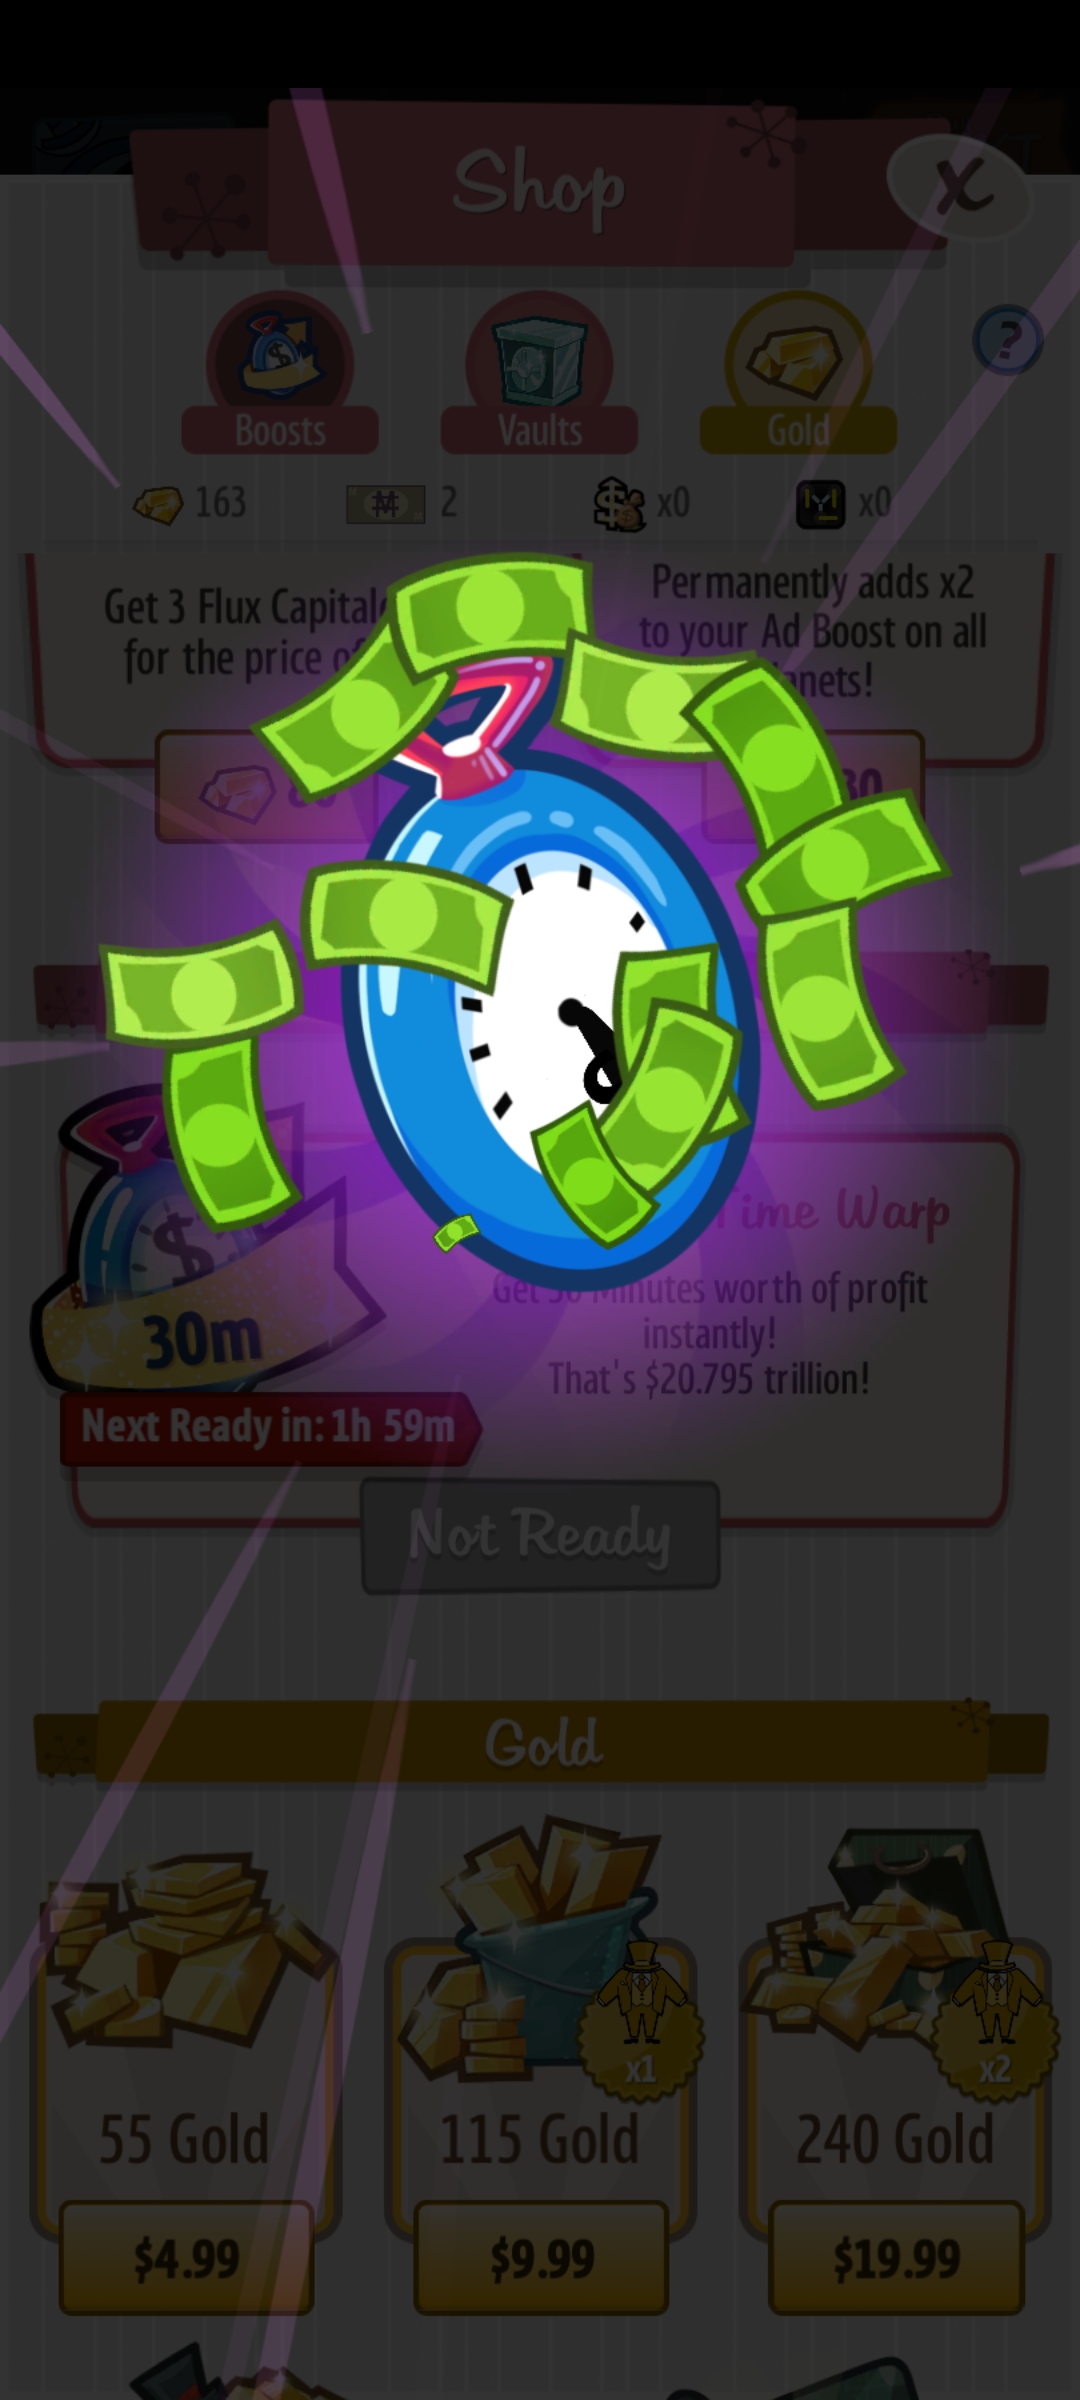 Shop
X
?
Boosts
Vaults
Gold
163
2
x0
x0
Get 3 Flux
for the price
Permanently adds x2
to your Ad Boost on all
Time Warp
Get 30 Minutes worth of profit
instantly!
That's $20.795 trillion!
$
30m
Next Ready in: 1h 59m
Not Ready
Gold
x1
x2
55 Gold
115 Gold
240 Gold
$4.99
$9.99
$19.99